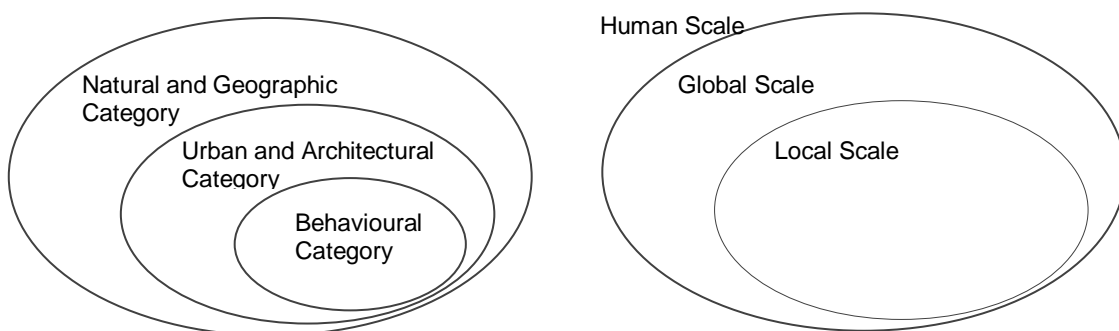 Natural and Geographic
Category
Urban and Architectural
Category
Behavioural
Category
Human Scale
Global Scale
Local Scale